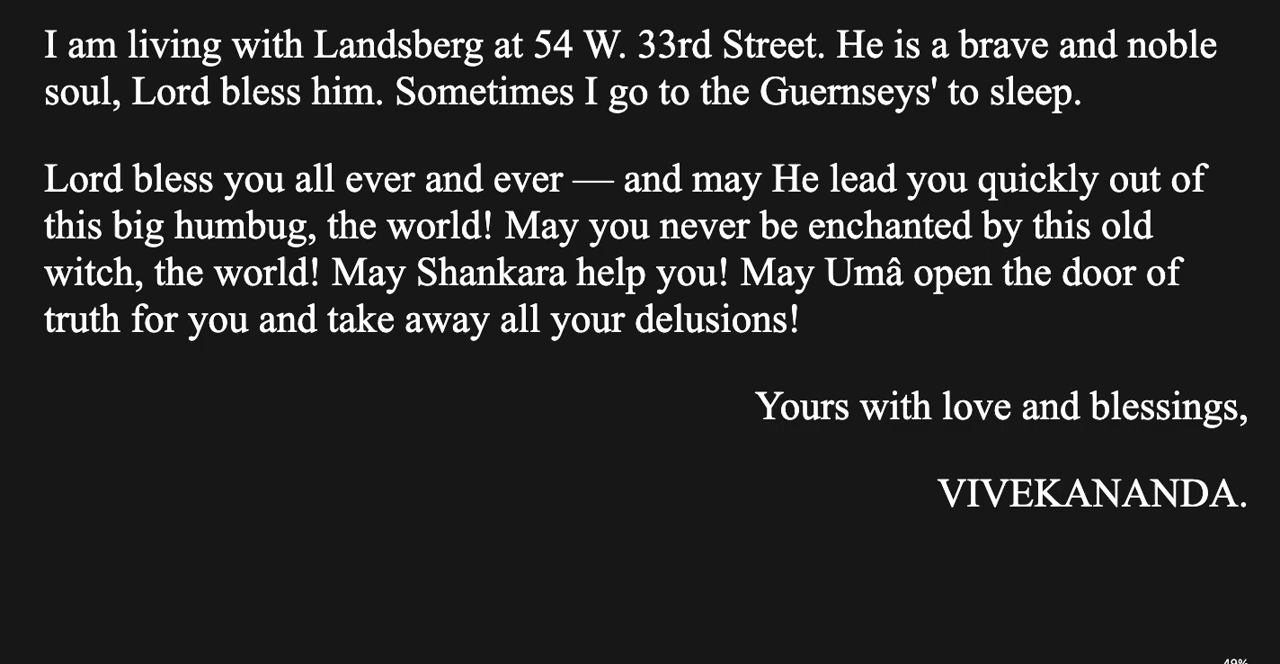 I am living with Landsberg at 54 W. 33rd Street. He is a brave and noble
soul, Lord bless him. Sometimes I go to the Guernseys' to sleep.
Lord bless you all ever and ever — and may He lead you quickly out of
this big humbug, the world! May you never be enchanted by this old
witch, the world! May Shankara help you! May Umâ open the door of
truth for you and take away all your delusions!
Yours with love and blessings,
VIVEKANANDA.